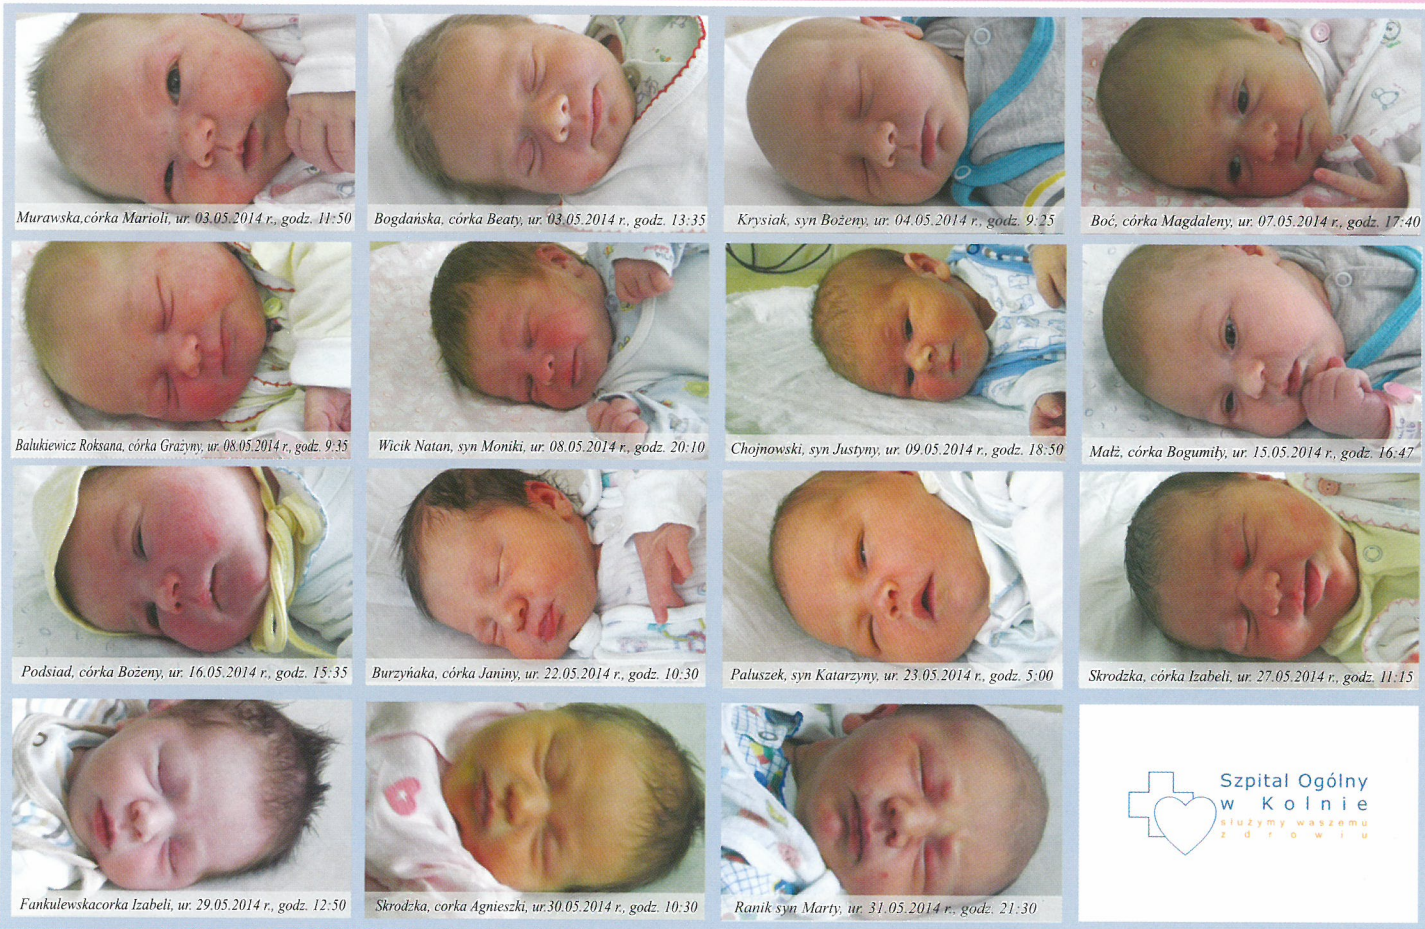 Murawska,córka Marioli, ur. 03.05.2014 r., godz. 11:50
Bogdańska, córka Beaty, ur. 03.05.2014 r., godz. 13:35
Krysiak, syn Bożeny, ur. 04.05.2014 r., godz. 9:25
Boć, córka Magdaleny, ur. 07.05.2014 r., godz. 17:40
Balukiewicz Roksana, córka Grażyny, ur. 08.05.2014 r., godz. 9:35
Wicik Natan, syn Moniki, ur. 08.05.2014 r., godz. 20:10
Chojnowski, syn Justyny, ur. 09.05.2014 r., godz. 18:50
Małż, córka Bogumiły, ur. 15.05.2014 r., godz. 16:47
Podsiad, córka Bożeny, ur. 16.05.2014 r., godz. 15:35
Burzyńaka, córka Janiny, ur. 22.05.2014 r., godz. 10:30
Paluszek, syn Katarzyny, ur. 23.05.2014 r., godz. 5:00
Skrodzka, córka Izabeli, ur. 27.05.2014 r., godz. 11:15
Fankulewskacorka Izabeli, ur. 29.05.2014 r., godz. 12:50
Skrodzka, corka Agnieszki, ur.30.05.2014 r., godz. 10:30
Ranik syn Marty, ur. 31.05.2014 r., godz. 21:30
Szpital Ogólny
w Kolnie
służymy waszemu
zdrowiu